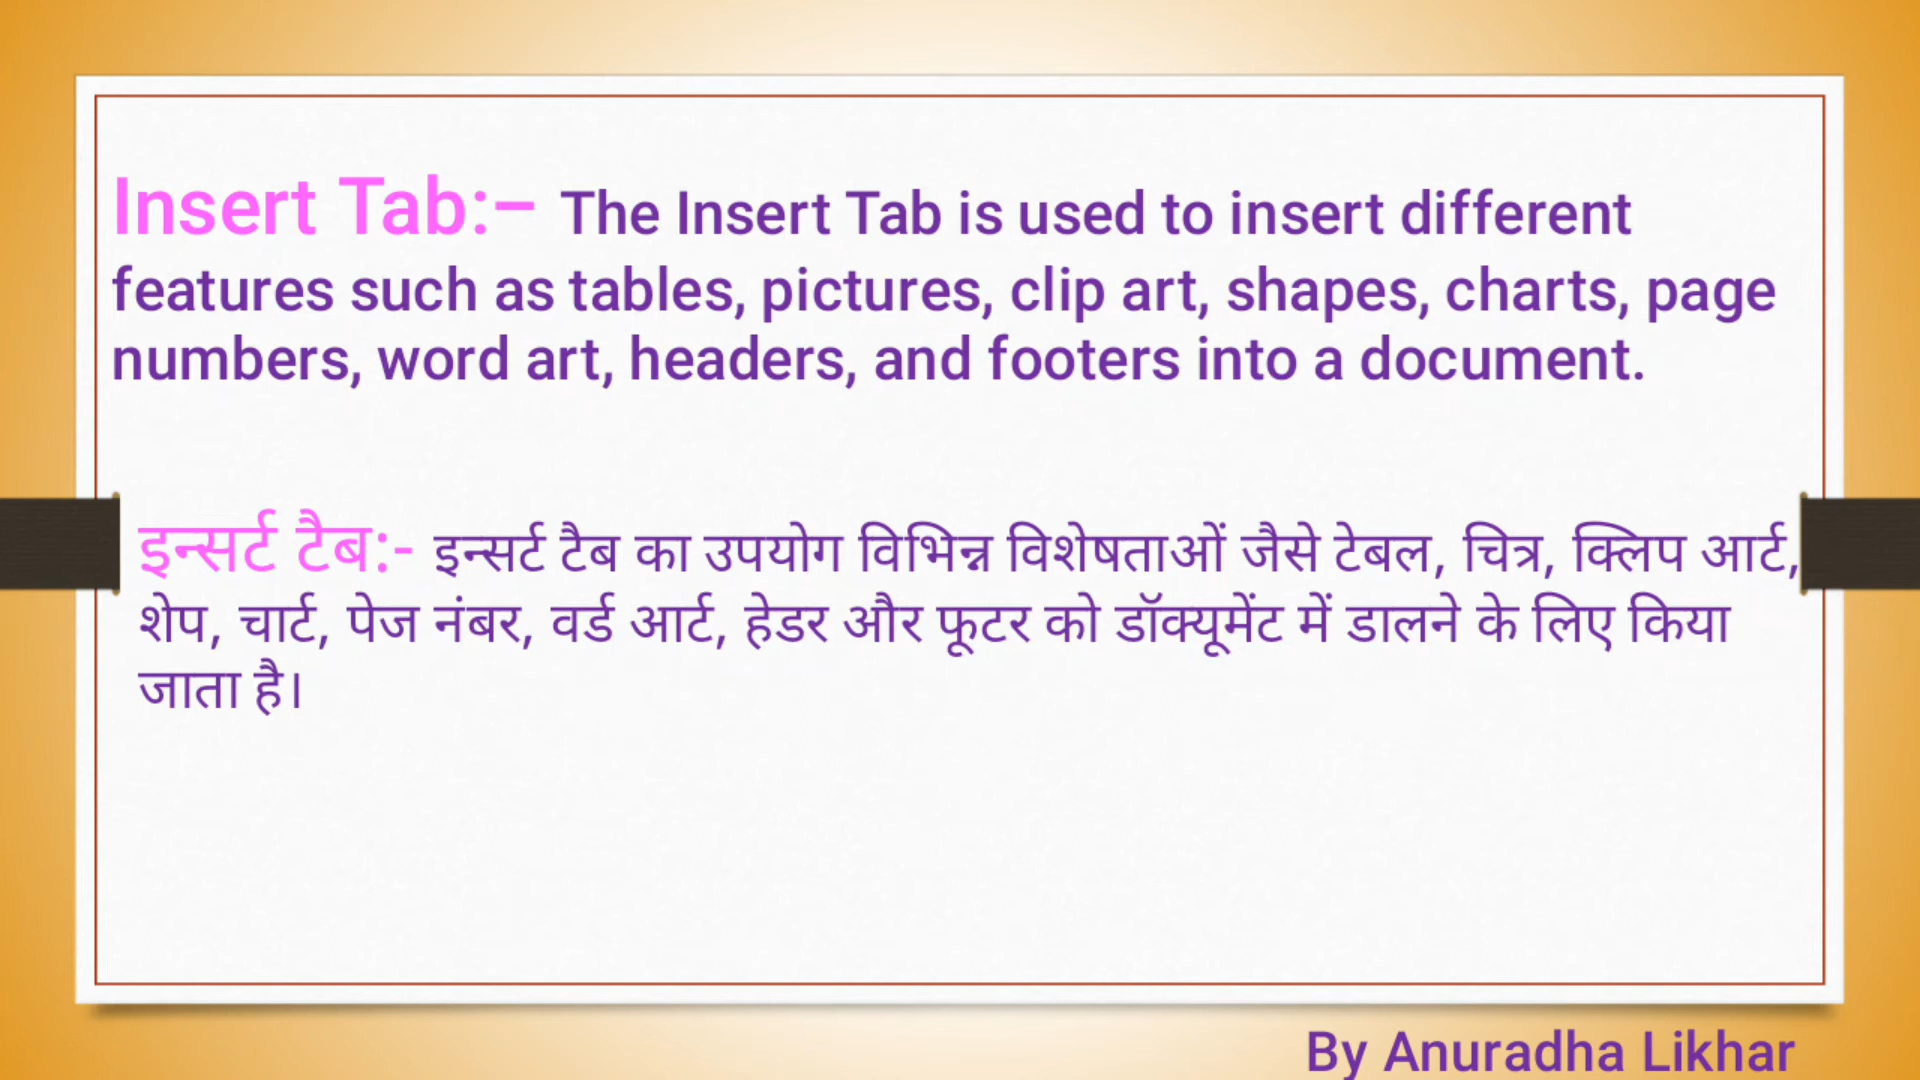 Insert Tab:– The Insert Tab is used to insert different
features such as tables, pictures, clip art, shapes, charts, page
numbers, word art, headers, and footers into a document.
इन्सर्ट टैब:- इन्सर्ट टैब का उपयोग विभिन्न विशेषताओं जैसे टेबल, चित्र, क्लिप आर्ट,
शेप, चार्ट, पेज नंबर, वर्ड आर्ट, हेडर और फूटर को डॉक्यूमेंट में डालने के लिए किया
जाता है।
By Anuradha Likhar